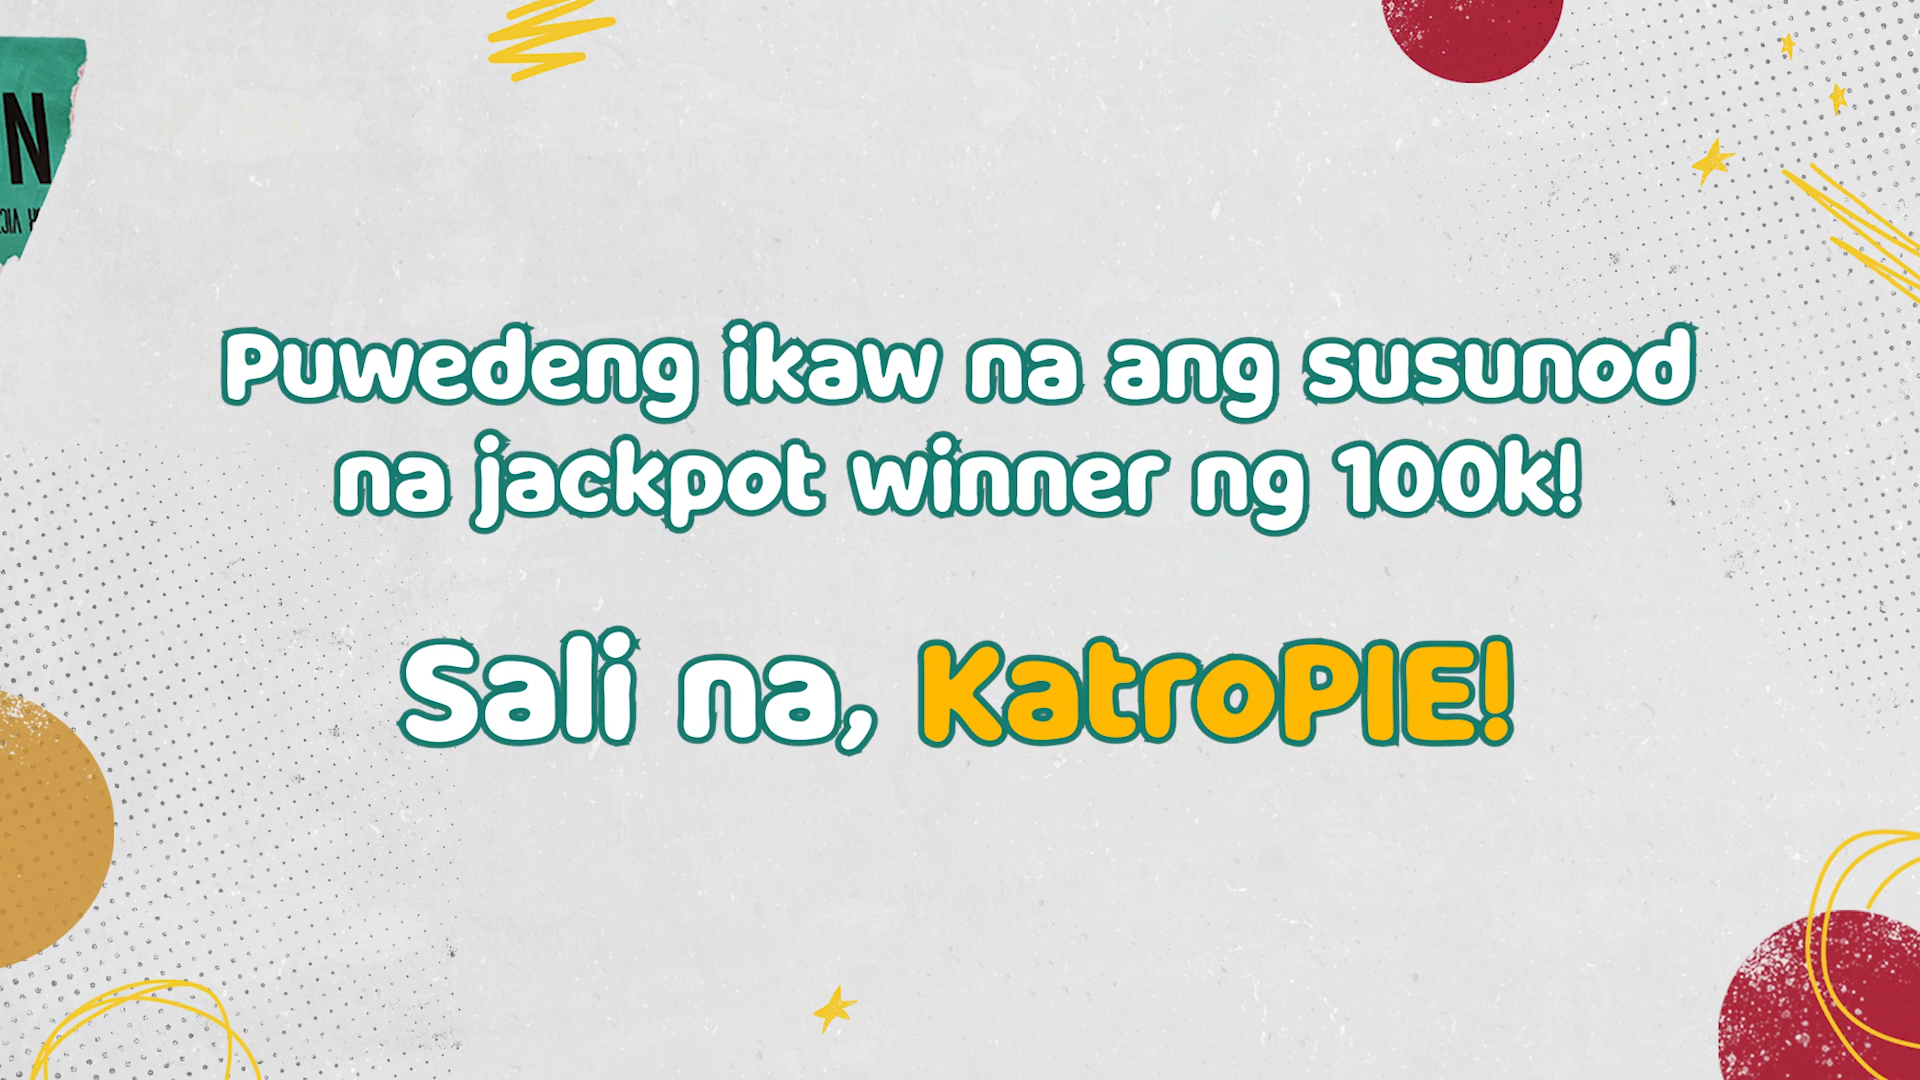 N
Puwedeng ikaw na ang susunod
na jackpot winner ng 100k!
Sali na, KatroPIE!